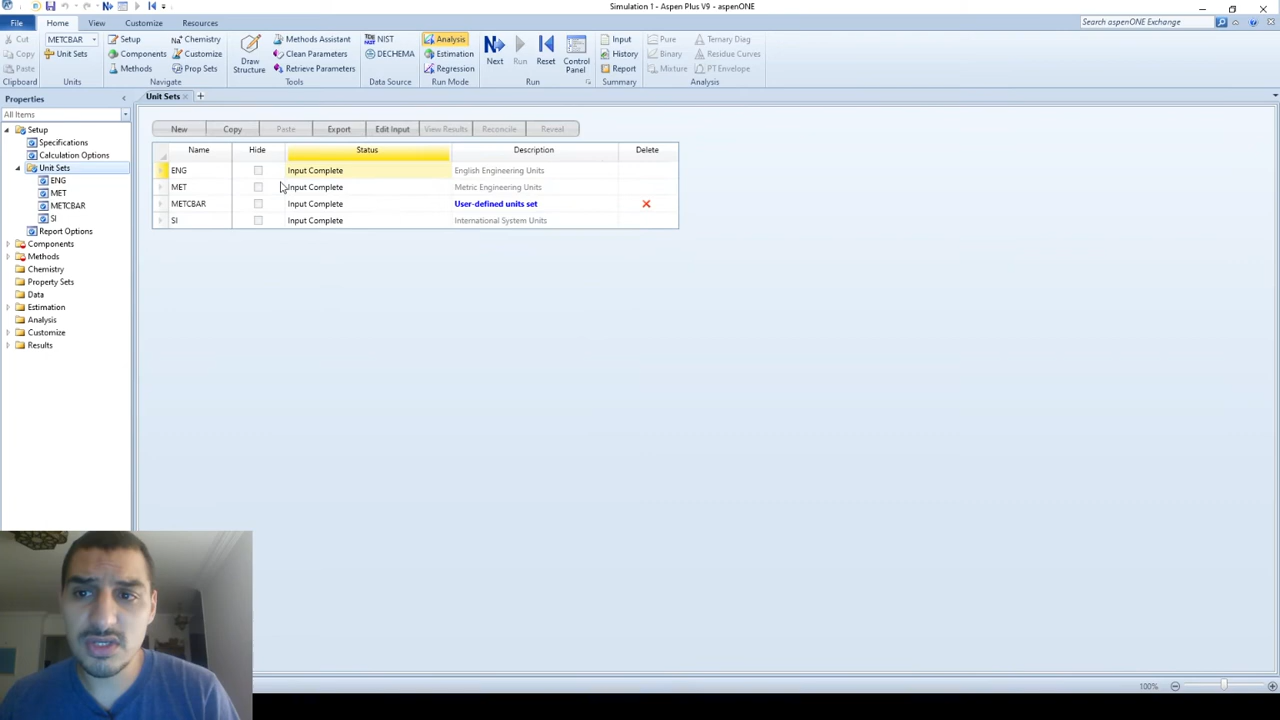 Simulation 1 - Aspen Plus V9 - aspenONE
File Home View Customize Resources Search aspenONE Exchange
Cut METCBAR Setup Chemistry Methods Assistant NIST Analysis Input Pure Ternary Diag
Copy Unit Sets Components Customize Clean Parameters DECHEMA Estimation History Binary Residue Curves
Draw Structure Next Run Reset Control Panel
Paste Methods Prop Sets Retrieve Parameters Regression Report Mixture PT Envelope
Clipboard Units Navigate Tools Data Source Run Mode Run Summary Analysis
Properties
Unit Sets
All Items
Setup
Specifications
Calculation Options
Unit Sets
ENG
MET
METCBAR
SI
Report Options
Components
Methods
Chemistry
Property Sets
Data
Estimation
Analysis
Customize
Results
New Copy Paste Export Edit Input View Results Reconcile Reveal
Name Hide Status Description Delete
ENG Input Complete English Engineering Units
MET Input Complete Metric Engineering Units
METCBAR Input Complete User-defined units set
SI Input Complete International System Units
100%